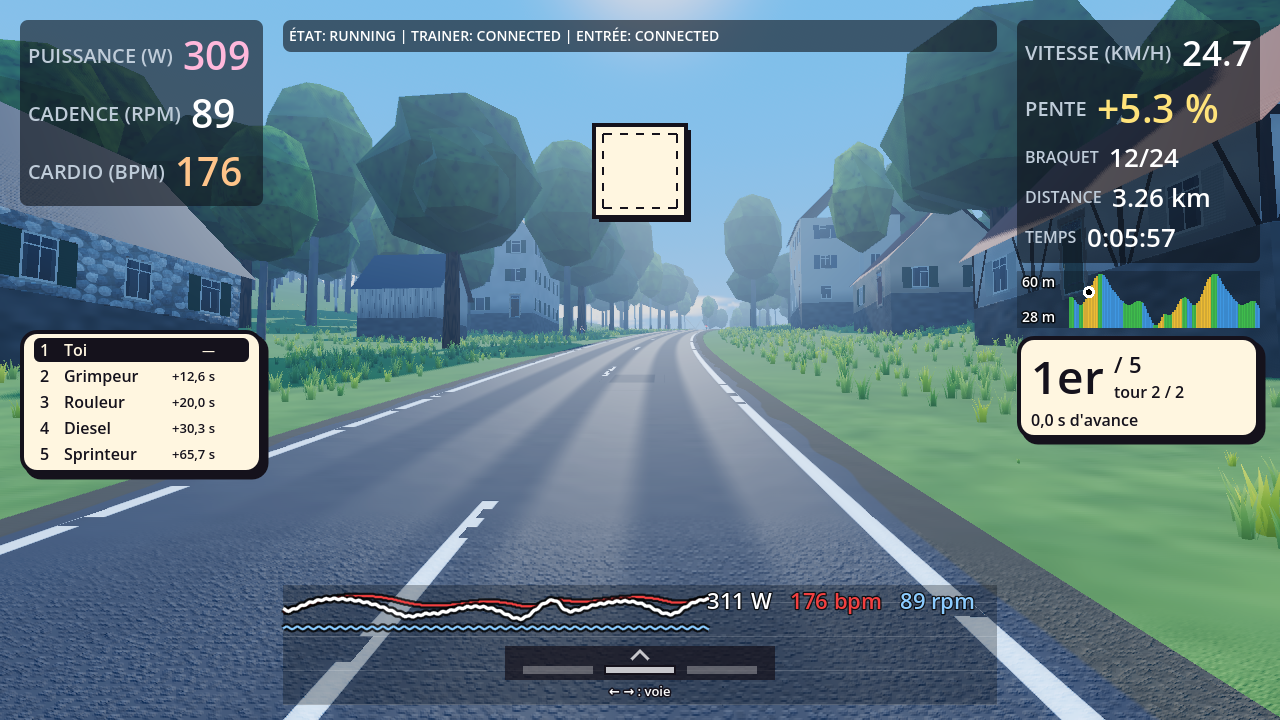 PUISSANCE (W) 309
CADENCE (RPM) 89
CARDIO (BPM) 176
ÉTAT: RUNNING | TRAINER: CONNECTED | ENTRÉE: CONNECTED
VITESSE (KM/H) 24.7
PENTE +5.3 %
BRAQUET 12/24
DISTANCE 3.26 km
TEMPS 0:05:57
60 m
28 m
1 Toi —
2 Grimpeur +12,6 s
3 Rouleur +20,0 s
4 Diesel +30,3 s
5 Sprinteur +65,7 s
1er / 5
tour 2 / 2
0,0 s d'avance
311 W 176 bpm 89 rpm
← → : voie